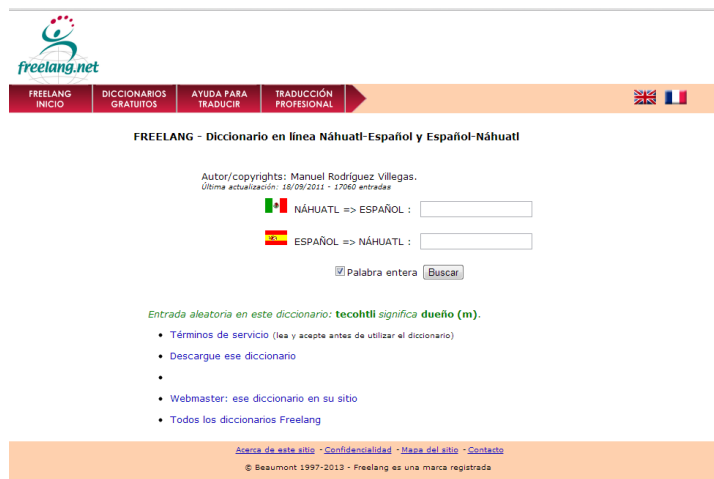 freelang.net
FREELANG INICIO
DICCIONARIOS GRATUITOS
AYUDA PARA TRADUCIR
TRADUCCIÓN PROFESIONAL
FREELANG - Diccionario en línea Náhuatl-Español y Español-Náhuatl
Autor/copyrights: Manuel Rodríguez Villegas.
Última actualización: 18/09/2011 - 17060 entradas
NÁHUATL => ESPAÑOL :
ESPAÑOL => NÁHUATL :
Palabra entera Buscar
Entrada aleatoria en este diccionario: tecohtli significa dueño (m).
• Términos de servicio (lea y acepte antes de utilizar el diccionario)
• Descargue ese diccionario
•
• Webmaster: ese diccionario en su sitio
• Todos los diccionarios Freelang
Acerca de este sitio - Confidencialidad - Mapa del sitio - Contacto
© Beaumont 1997-2013 - Freelang es una marca registrada